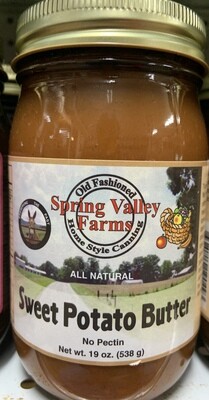 Old Fashioned
Spring Valley
Farms
Home Style Canning
ALL NATURAL
Sweet Potato Butter
No Pectin
Net wt. 19 oz. (538 g)